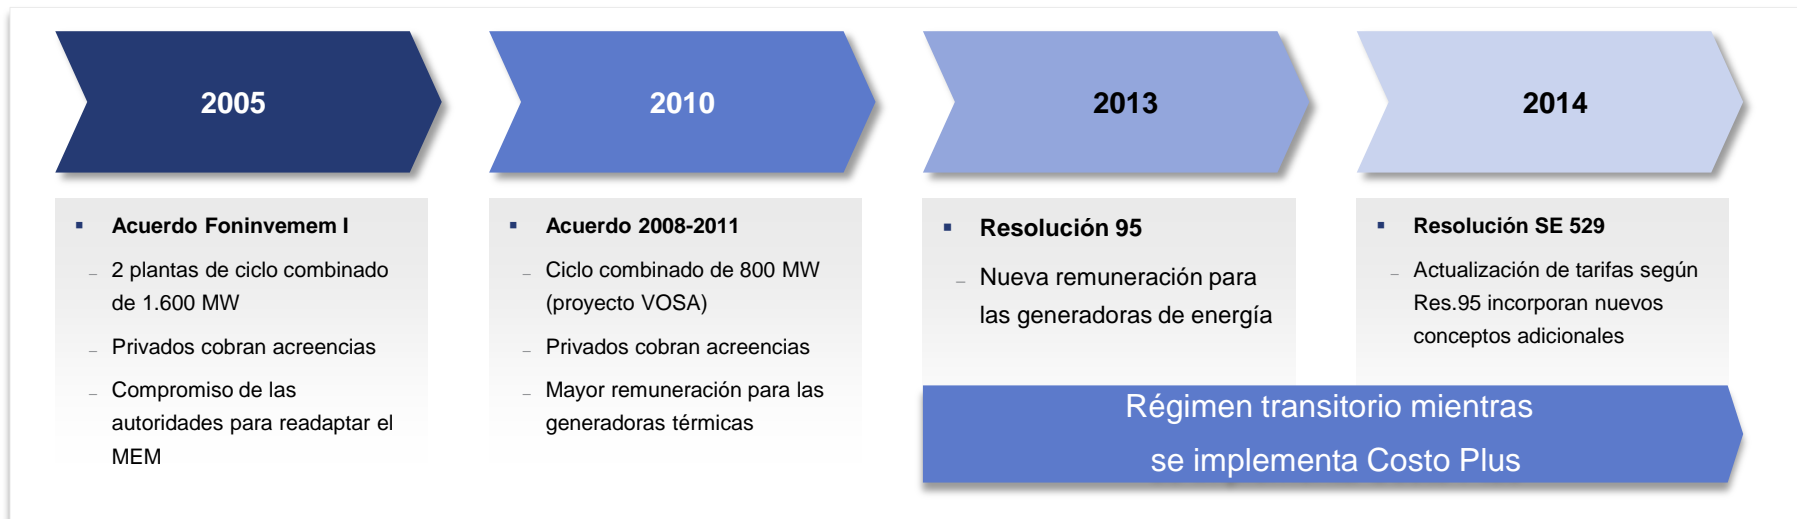 2005
2010
2013
2014
▪ Acuerdo Foninvemem I
– 2 plantas de ciclo combinado
de 1.600 MW
– Privados cobran acreencias
– Compromiso de las
autoridades para readaptar el
MEM
▪ Acuerdo 2008-2011
– Ciclo combinado de 800 MW
(proyecto VOSA)
– Privados cobran acreencias
– Mayor remuneración para las
generadoras térmicas
▪ Resolución 95
– Nueva remuneración para
las generadoras de energía
▪ Resolución SE 529
– Actualización de tarifas según
Res.95 incorporan nuevos
conceptos adicionales
Régimen transitorio mientras
se implementa Costo Plus